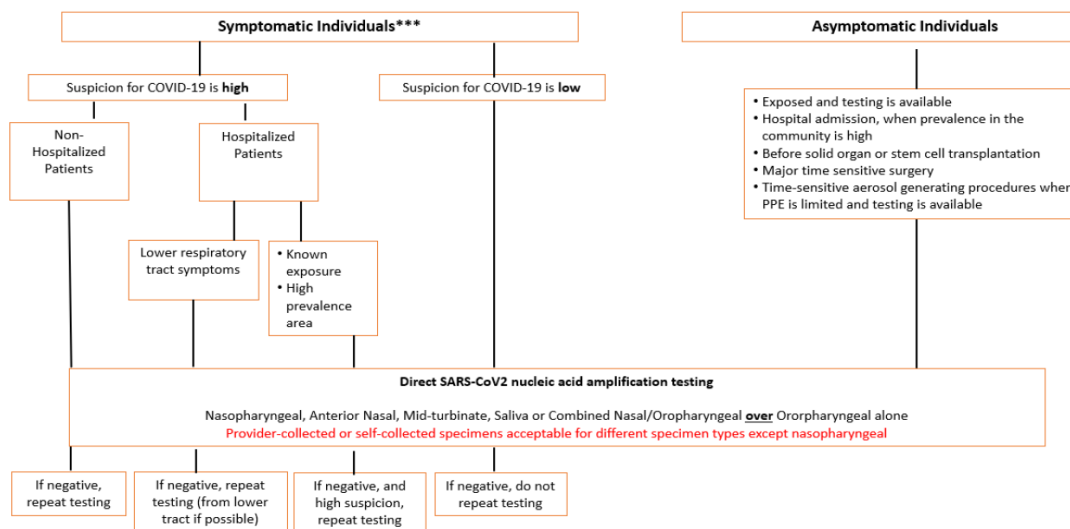 Symptomatic Individuals***
Asymptomatic Individuals
Suspicion for COVID-19 is high
Suspicion for COVID-19 is low
Non-
Hospitalized
Patients
Hospitalized
Patients
• Exposed and testing is available
• Hospital admission, when prevalence in the
community is high
• Before solid organ or stem cell transplantation
• Major time sensitive surgery
• Time-sensitive aerosol generating procedures when
PPE is limited and testing is available
Lower respiratory
tract symptoms
• Known
exposure
• High
prevalence
area
Direct SARS-CoV2 nucleic acid amplification testing
Nasopharyngeal, Anterior Nasal, Mid-turbinate, Saliva or Combined Nasal/Oropharyngeal over Ororpharyngeal alone
Provider-collected or self-collected specimens acceptable for different specimen types except nasopharyngeal
If negative,
repeat testing
If negative, repeat
testing (from lower
tract if possible)
If negative, and
high suspicion,
repeat testing
If negative, do not
repeat testing